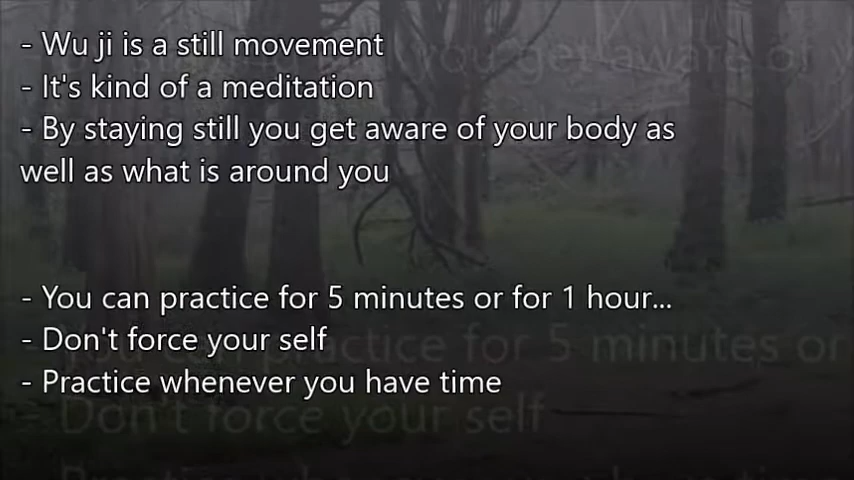 - Wu ji is a still movement
- It's kind of a meditation
- By staying still you get aware of your body as
well as what is around you
- You can practice for 5 minutes or for 1 hour...
- Don't force your self
- Practice whenever you have time